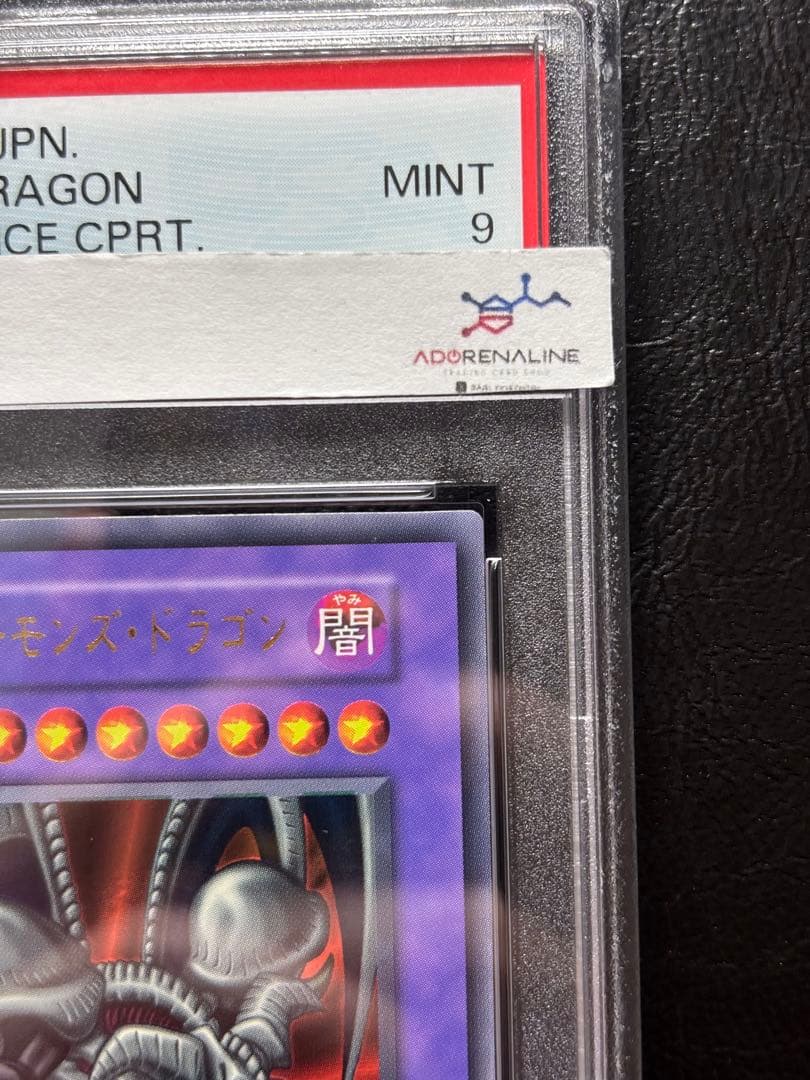 JPN.
RAGON
MINT
ICE CPRT.
9
ADORENALINE
TRADING CARD SHOP
ーモンズ・ドラゴン
やみ
闇